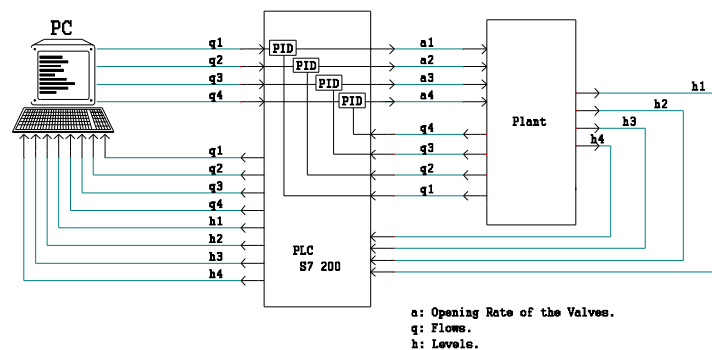 PC
q1
q2
q3
q4
PID
PID
PID
PID
a1
a2
a3
a4
q4
q3
q2
q1
Plant
h1
h2
h3
h4
q1
q2
q3
q4
h1
h2
h3
h4
PLC
S7 200
a: Opening Rate of the Valves.
q: Flows.
h: Levels.